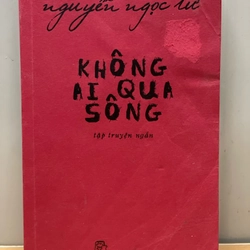 nguyễn ngọc tư
KHÔNG
AI QUA
SÔNG
tập truyện ngắn